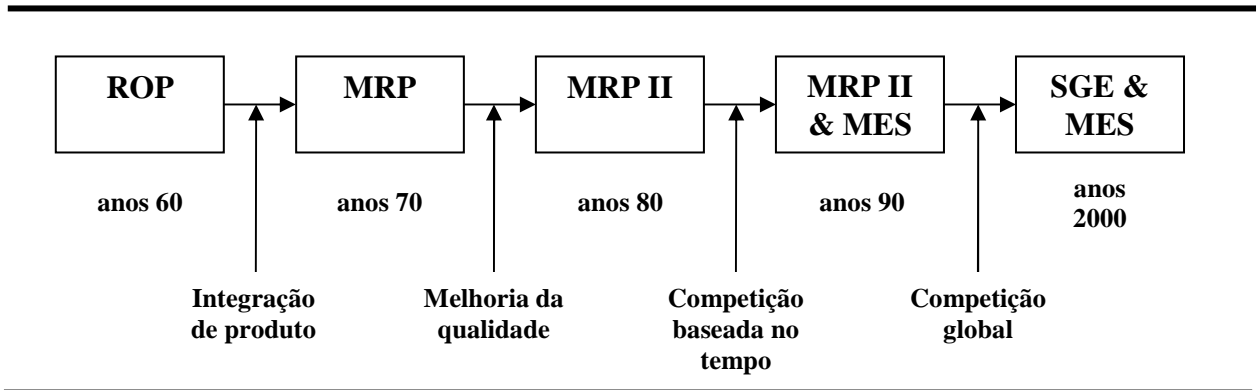 ROP
MRP
MRP II
MRP II
& MES
SGE &
MES
anos 60
anos 70
anos 80
anos 90
anos
2000
Integração
de produto
Melhoria da
qualidade
Competição
baseada no
tempo
Competição
global